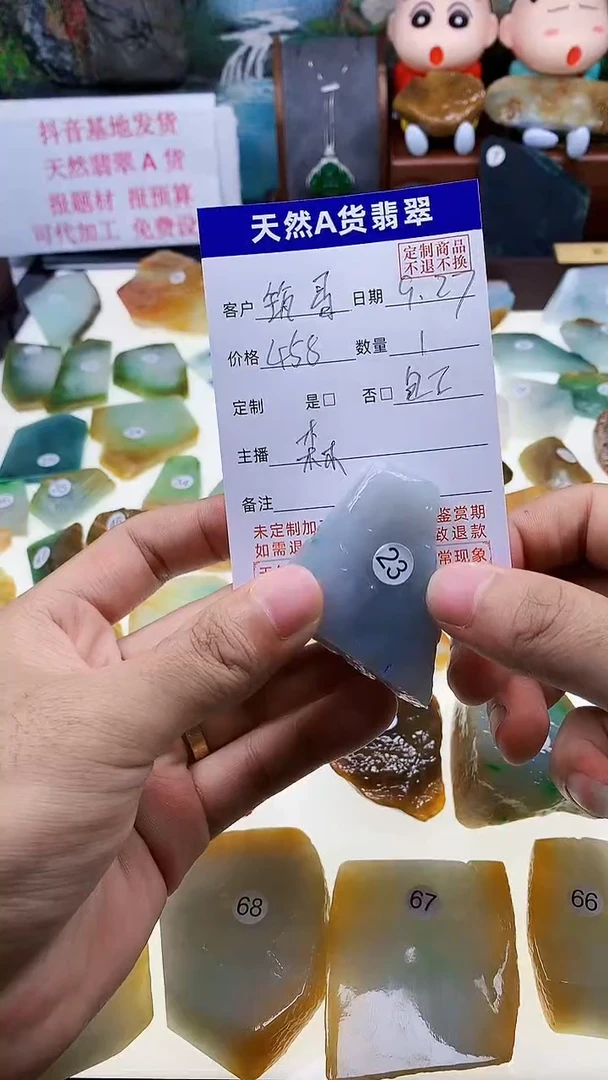 抖音基地发货
天然翡翠A货
报题材 报预算
可代加工 免费设
天然A货翡翠
定制商品
不退不换
客户 筑哥 日期 9.27
价格 458 数量 1
定制 是□ 否□ 包工
主播 森
备注
未定制加
鉴赏期
如需退
致退款
常现象
23
68
67
66